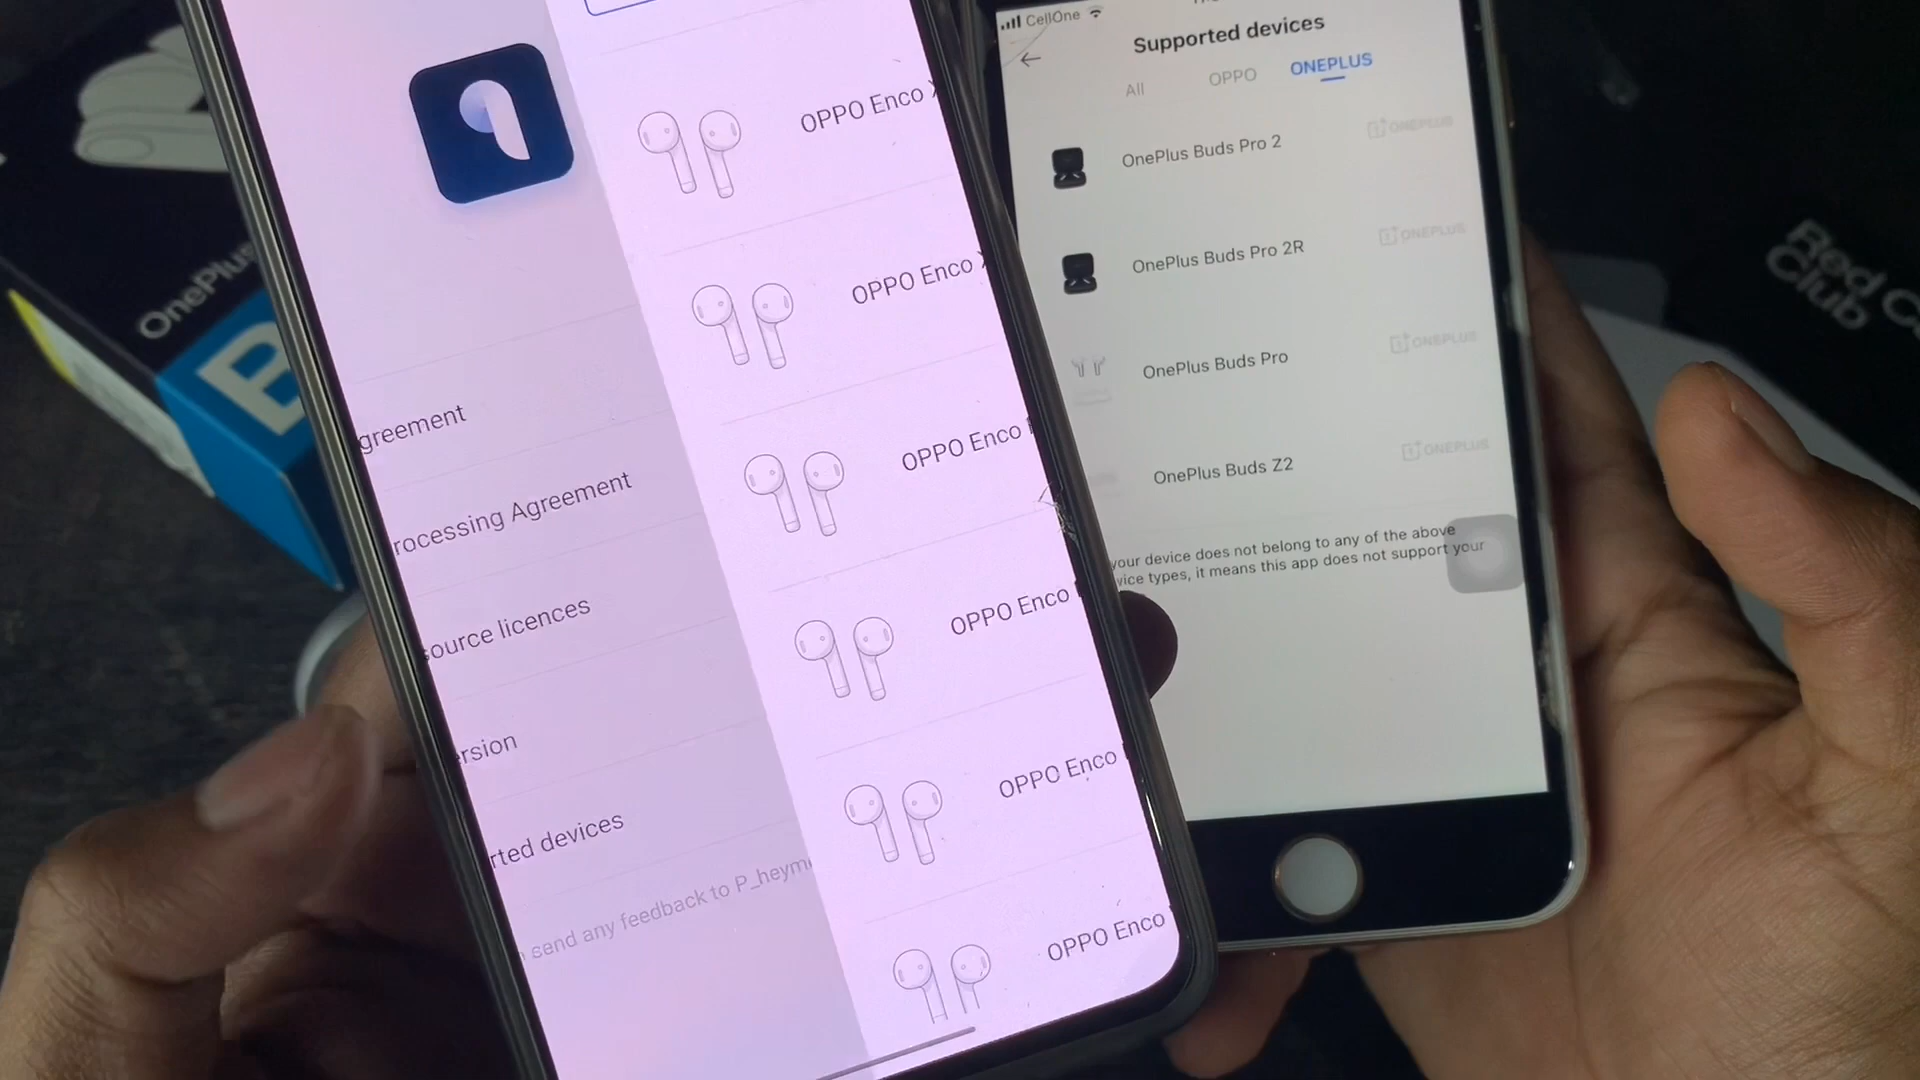 OnePlus
B
greement
rocessing Agreement
source licences
ersion
rted devices
send any feedback to P_heym
OPPO Enco
OPPO Enco
OPPO Enco
OPPO Enco
OPPO Enco
OPPO Enco
CellOne
Supported devices
All
OPPO
ONEPLUS
OnePlus Buds Pro 2
ONEPLUS
OnePlus Buds Pro 2R
ONEPLUS
OnePlus Buds Pro
ONEPLUS
OnePlus Buds Z2
ONEPLUS
your device does not belong to any of the above
vice types, it means this app does not support your
Red C
Club